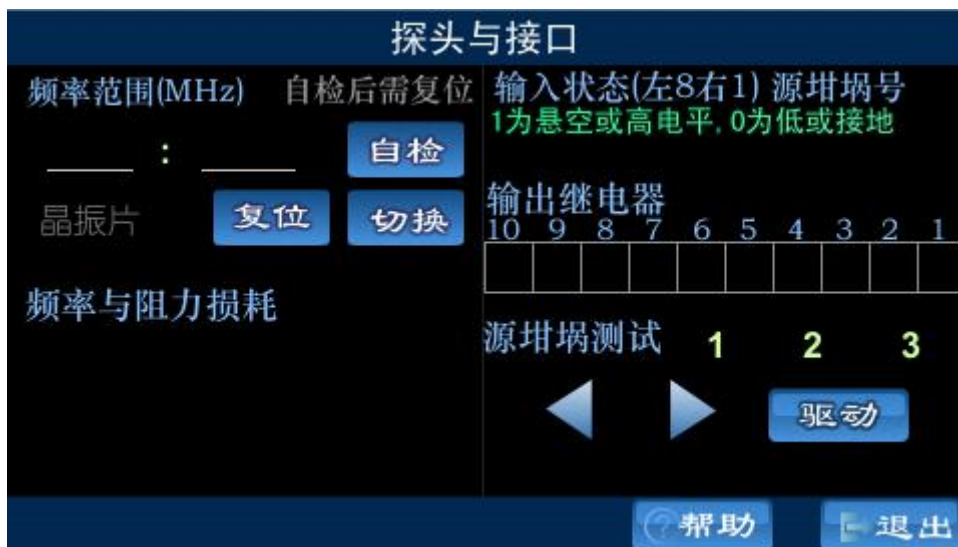 探头与接口
频率范围(MHz) 自检后需复位
: 自检
晶振片 复位 切换
频率与阻力损耗
输入状态(左8右1) 源坩埚号
1为悬空或高电平, 0为低或接地
输出继电器
10 9 8 7 6 5 4 3 2 1
源坩埚测试 1 2 3
驱动
帮助 退出